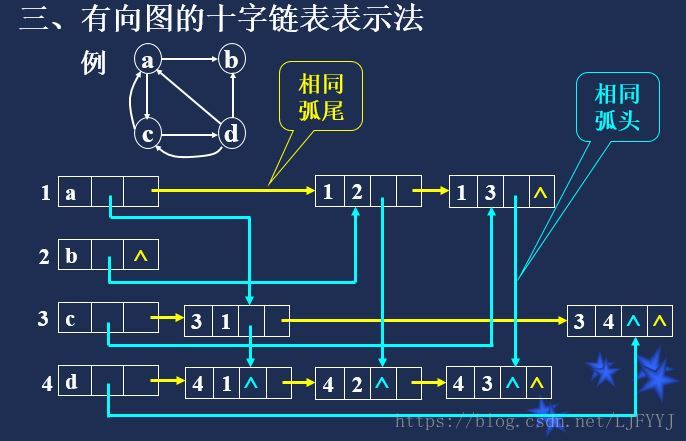 三、有向图的十字链表表示法
例
a b
c d
相同
弧尾
相同
弧头
1 a 1 2 1 3 ^
2 b ^
3 c 3 1 3 4 ^ ^
4 d 4 1 ^ 4 2 ^ 4 3 ^ ^
https://blog.csdn.net/LJFYYJ